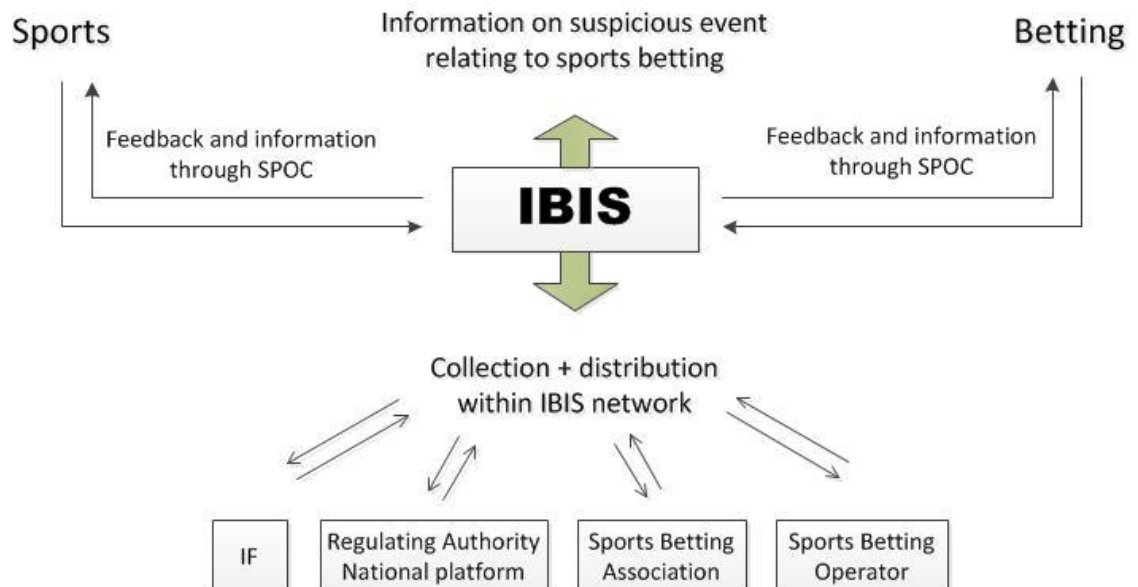 Sports
Information on suspicious event
relating to sports betting
Betting
Feedback and information
through SPOC
Feedback and information
through SPOC
IBIS
Collection + distribution
within IBIS network
IF
Regulating Authority
National platform
Sports Betting
Association
Sports Betting
Operator